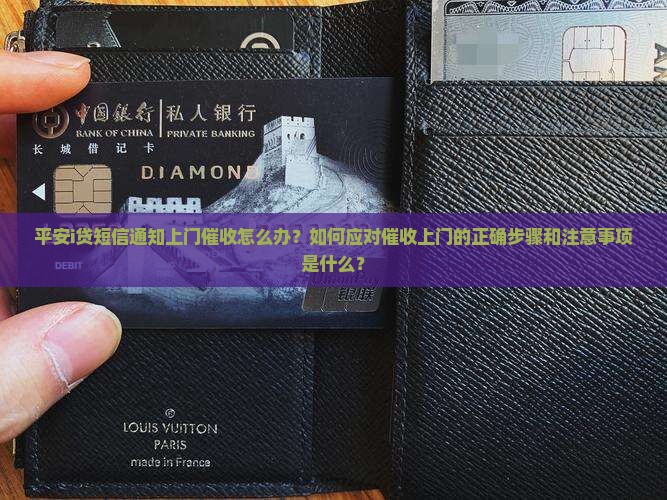 中國銀行 私人银行
BANK OF CHINA PRIVATE BANKING
长城借记卡
DIAMOND
平安i贷短信通知上门催收怎么办？如何应对催收上门的正确步骤和注意事项
是什么？
DEBIT
UnionPay
银联
LOUIS VUITTON
PARIS
made in France